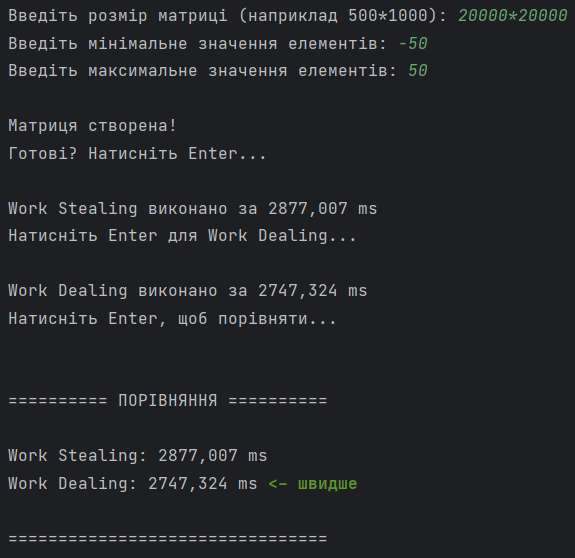 Введіть розмір матриці (наприклад 500*1000): 20000*20000
Введіть мінімальне значення елементів: -50
Введіть максимальне значення елементів: 50
Матриця створена!
Готові? Натисніть Enter...
Work Stealing виконано за 2877,007 ms
Натисніть Enter для Work Dealing...
Work Dealing виконано за 2747,324 ms
Натисніть Enter, щоб порівняти...
========== ПОРІВНЯННЯ ==========
Work Stealing: 2877,007 ms
Work Dealing: 2747,324 ms <- швидше
================================